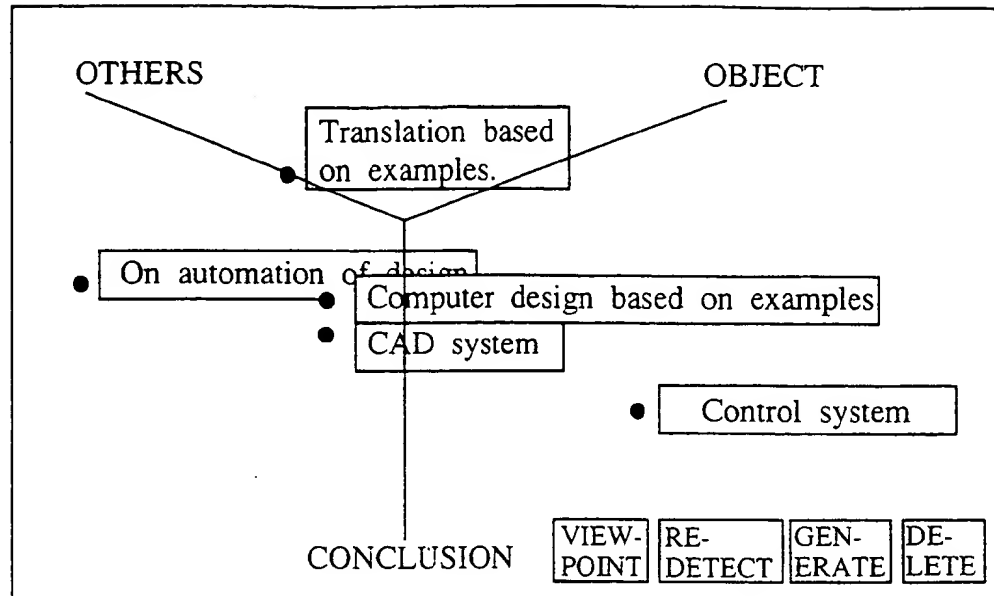 OTHERS
OBJECT
Translation based
on examples.
On automation of design
Computer design based on examples
CAD system
Control system
CONCLUSION
VIEW-
POINT
RE-
DETECT
GEN-
ERATE
DE-
LETE